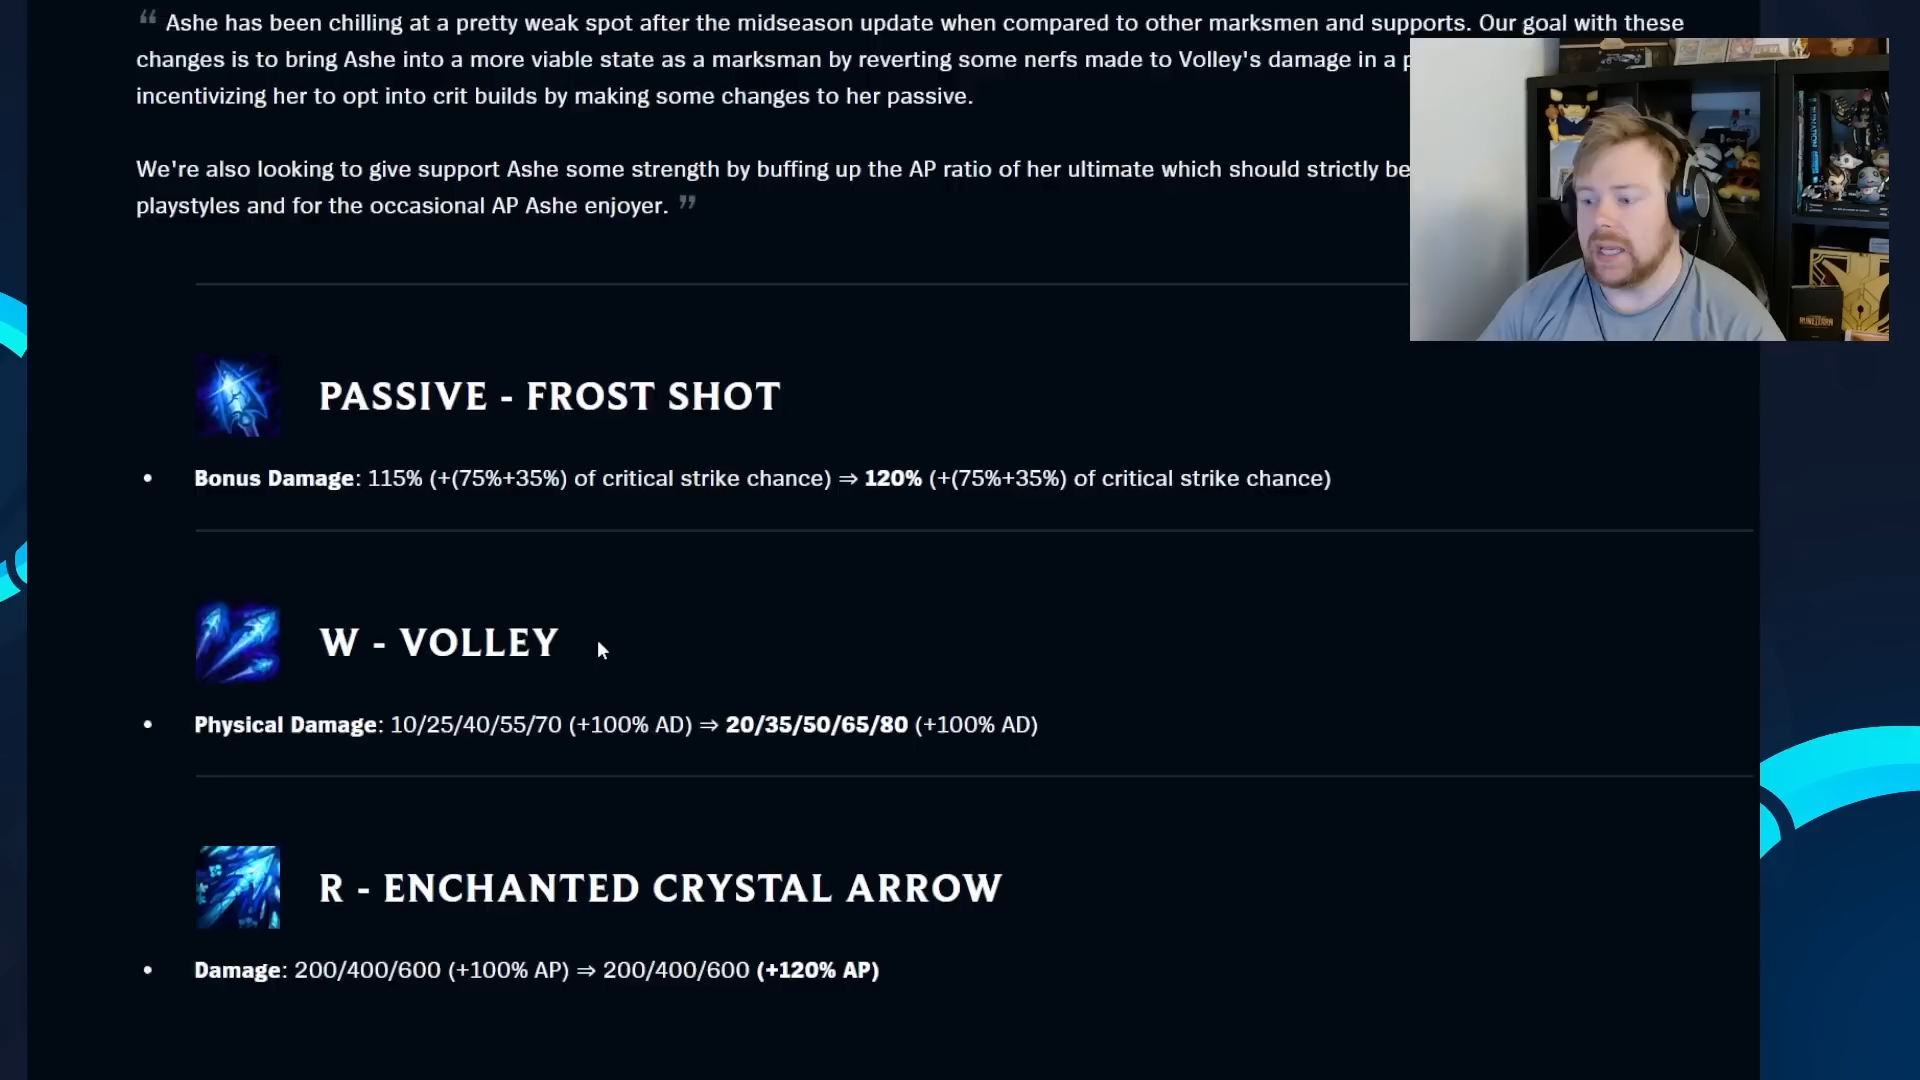 “ Ashe has been chilling at a pretty weak spot after the midseason update when compared to other marksmen and supports. Our goal with these
changes is to bring Ashe into a more viable state as a marksman by reverting some nerfs made to Volley's damage in a
incentivizing her to opt into crit builds by making some changes to her passive.
We're also looking to give support Ashe some strength by buffing up the AP ratio of her ultimate which should strictly be
playstyles and for the occasional AP Ashe enjoyer. ”
PASSIVE - FROST SHOT
• Bonus Damage: 115% (+(75%+35%) of critical strike chance) ⇒ 120% (+(75%+35%) of critical strike chance)
W - VOLLEY
• Physical Damage: 10/25/40/55/70 (+100% AD) ⇒ 20/35/50/65/80 (+100% AD)
R - ENCHANTED CRYSTAL ARROW
• Damage: 200/400/600 (+100% AP) ⇒ 200/400/600 (+120% AP)